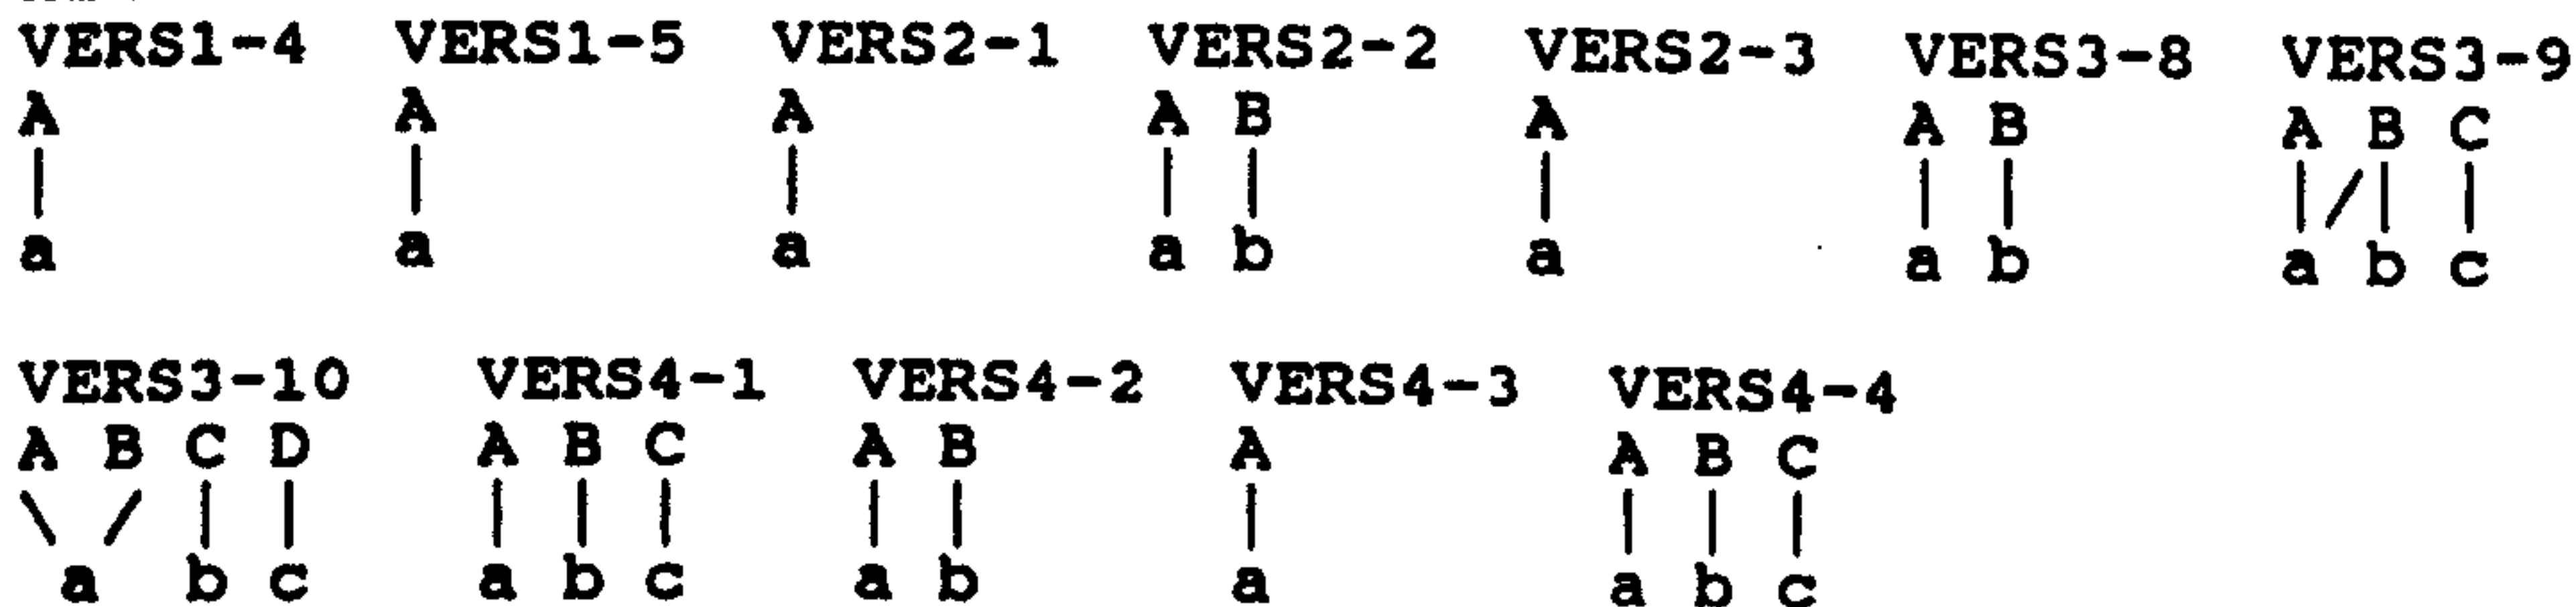 VERS1-4 VERS1-5 VERS2-1 VERS2-2 VERS2-3 VERS3-8 VERS3-9
A A A A B A A B A B C
| | | | | | | | |/| |
a a a a b a a b a b c
VERS3-10 VERS4-1 VERS4-2 VERS4-3 VERS4-4
A B C D A B C A B A A B C
\ / | | | | | | | | | | |
a b c a b c a b a a b c